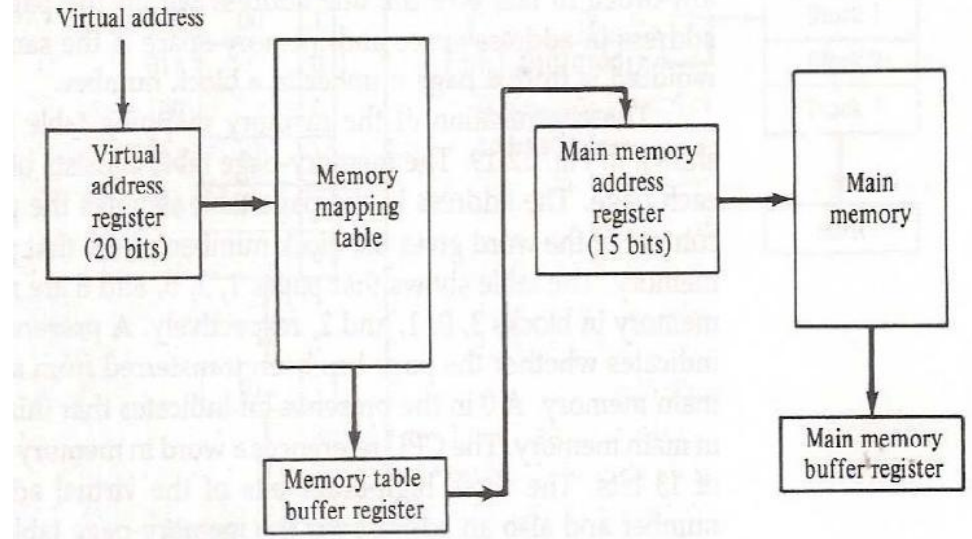 Virtual address
Virtual
address
register
(20 bits)
Memory
mapping
table
Main memory
address
register
(15 bits)
Main
memory
Memory table
buffer register
Main memory
buffer register